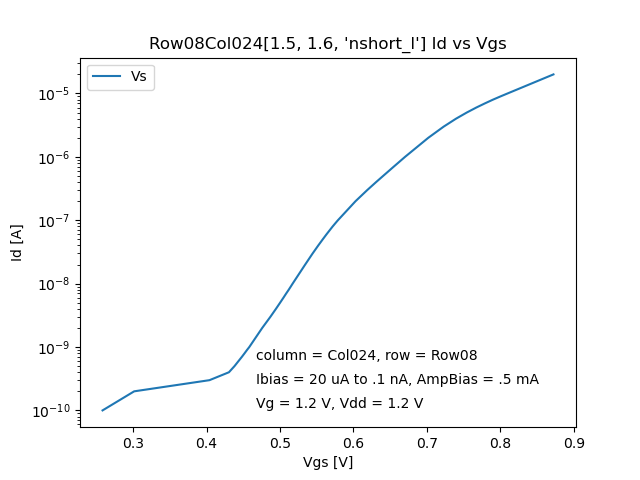 Row08Col024[1.5, 1.6, 'nshort_l'] Id vs Vgs
Vs
10⁻⁵
10⁻⁶
10⁻⁷
10⁻⁸
10⁻⁹
10⁻¹⁰
Id [A]
column = Col024, row = Row08
Ibias = 20 uA to .1 nA, AmpBias = .5 mA
Vg = 1.2 V, Vdd = 1.2 V
0.3 0.4 0.5 0.6 0.7 0.8 0.9
Vgs [V]